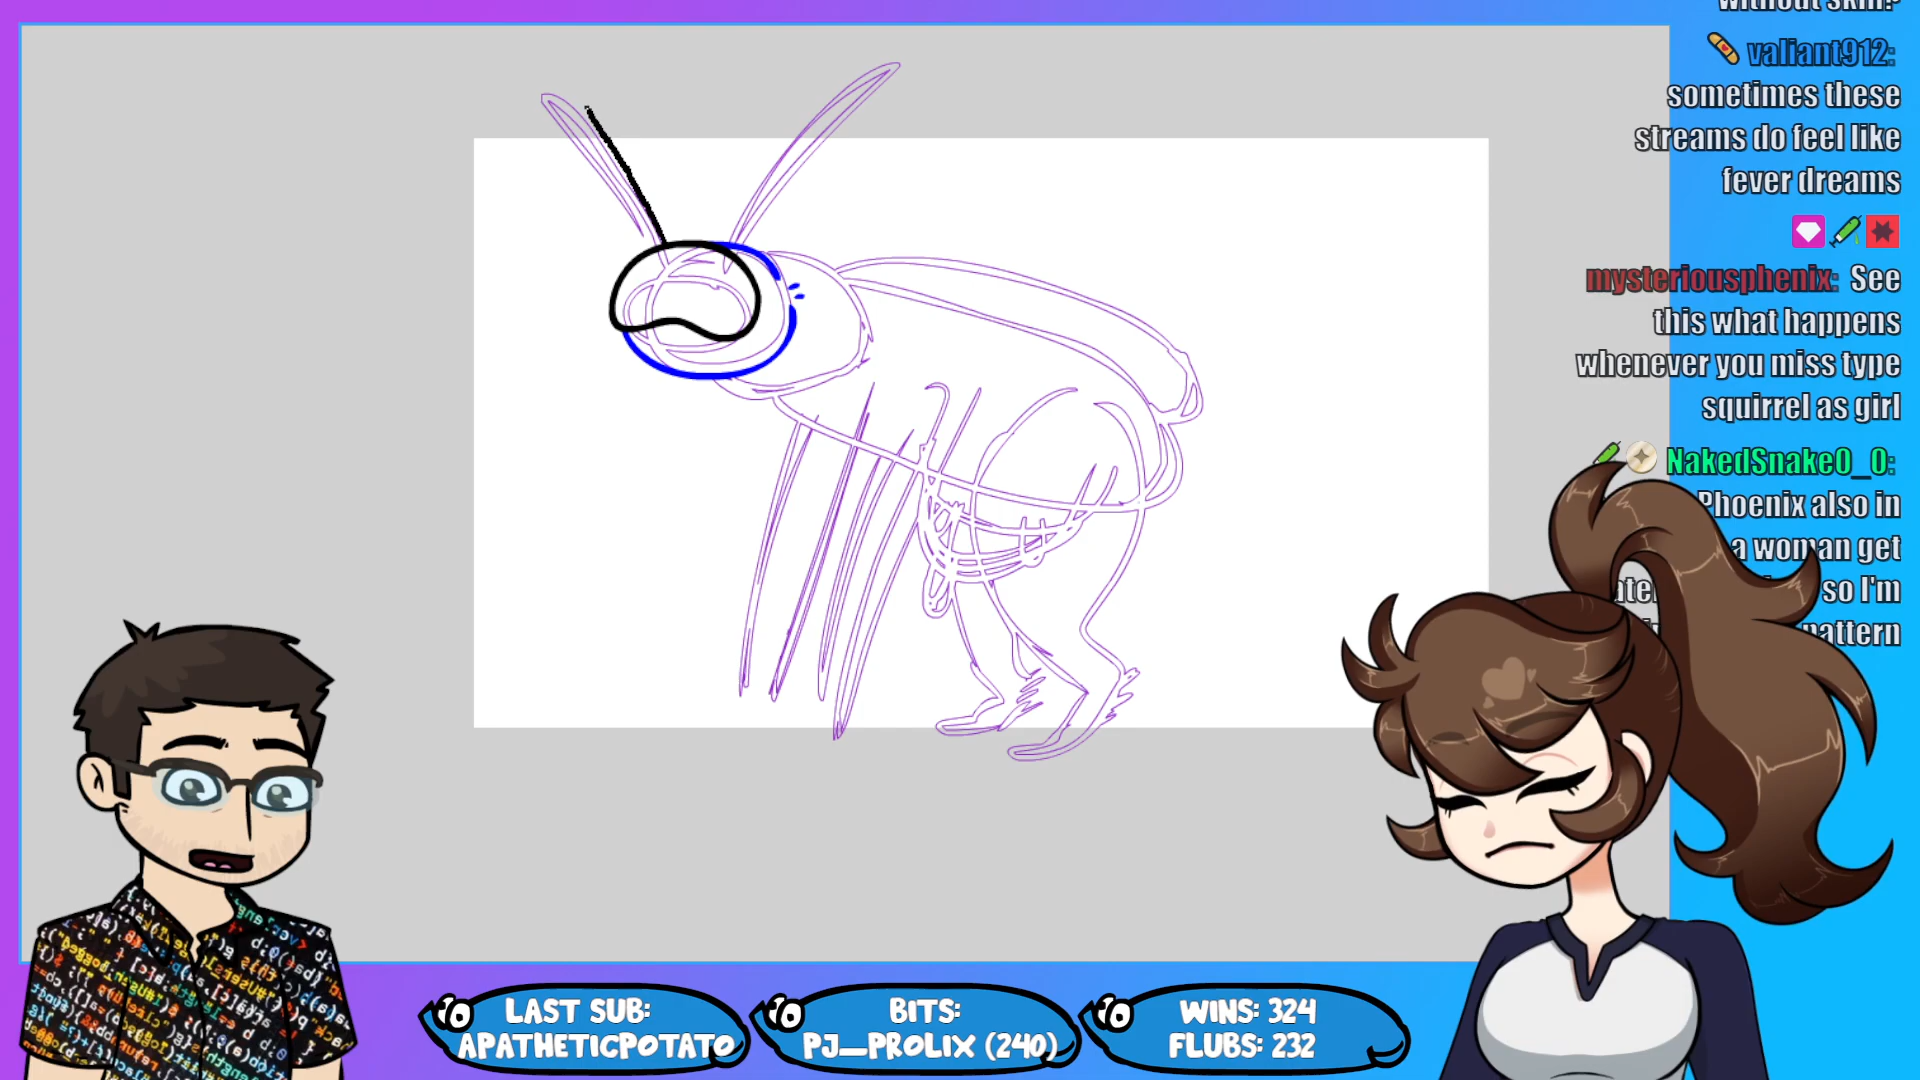 without skin?
valiant912:
sometimes these
streams do feel like
fever dreams
mysteriousphenix: See
this what happens
whenever you miss type
squirrel as girl
NakedSnake0_0:
Phoenix also in
a woman get
so I'm
pattern
LAST SUB:
APATHETICPOTATO
BITS:
PJ_PROLIX (240)
WINS: 324
FLUBS: 232